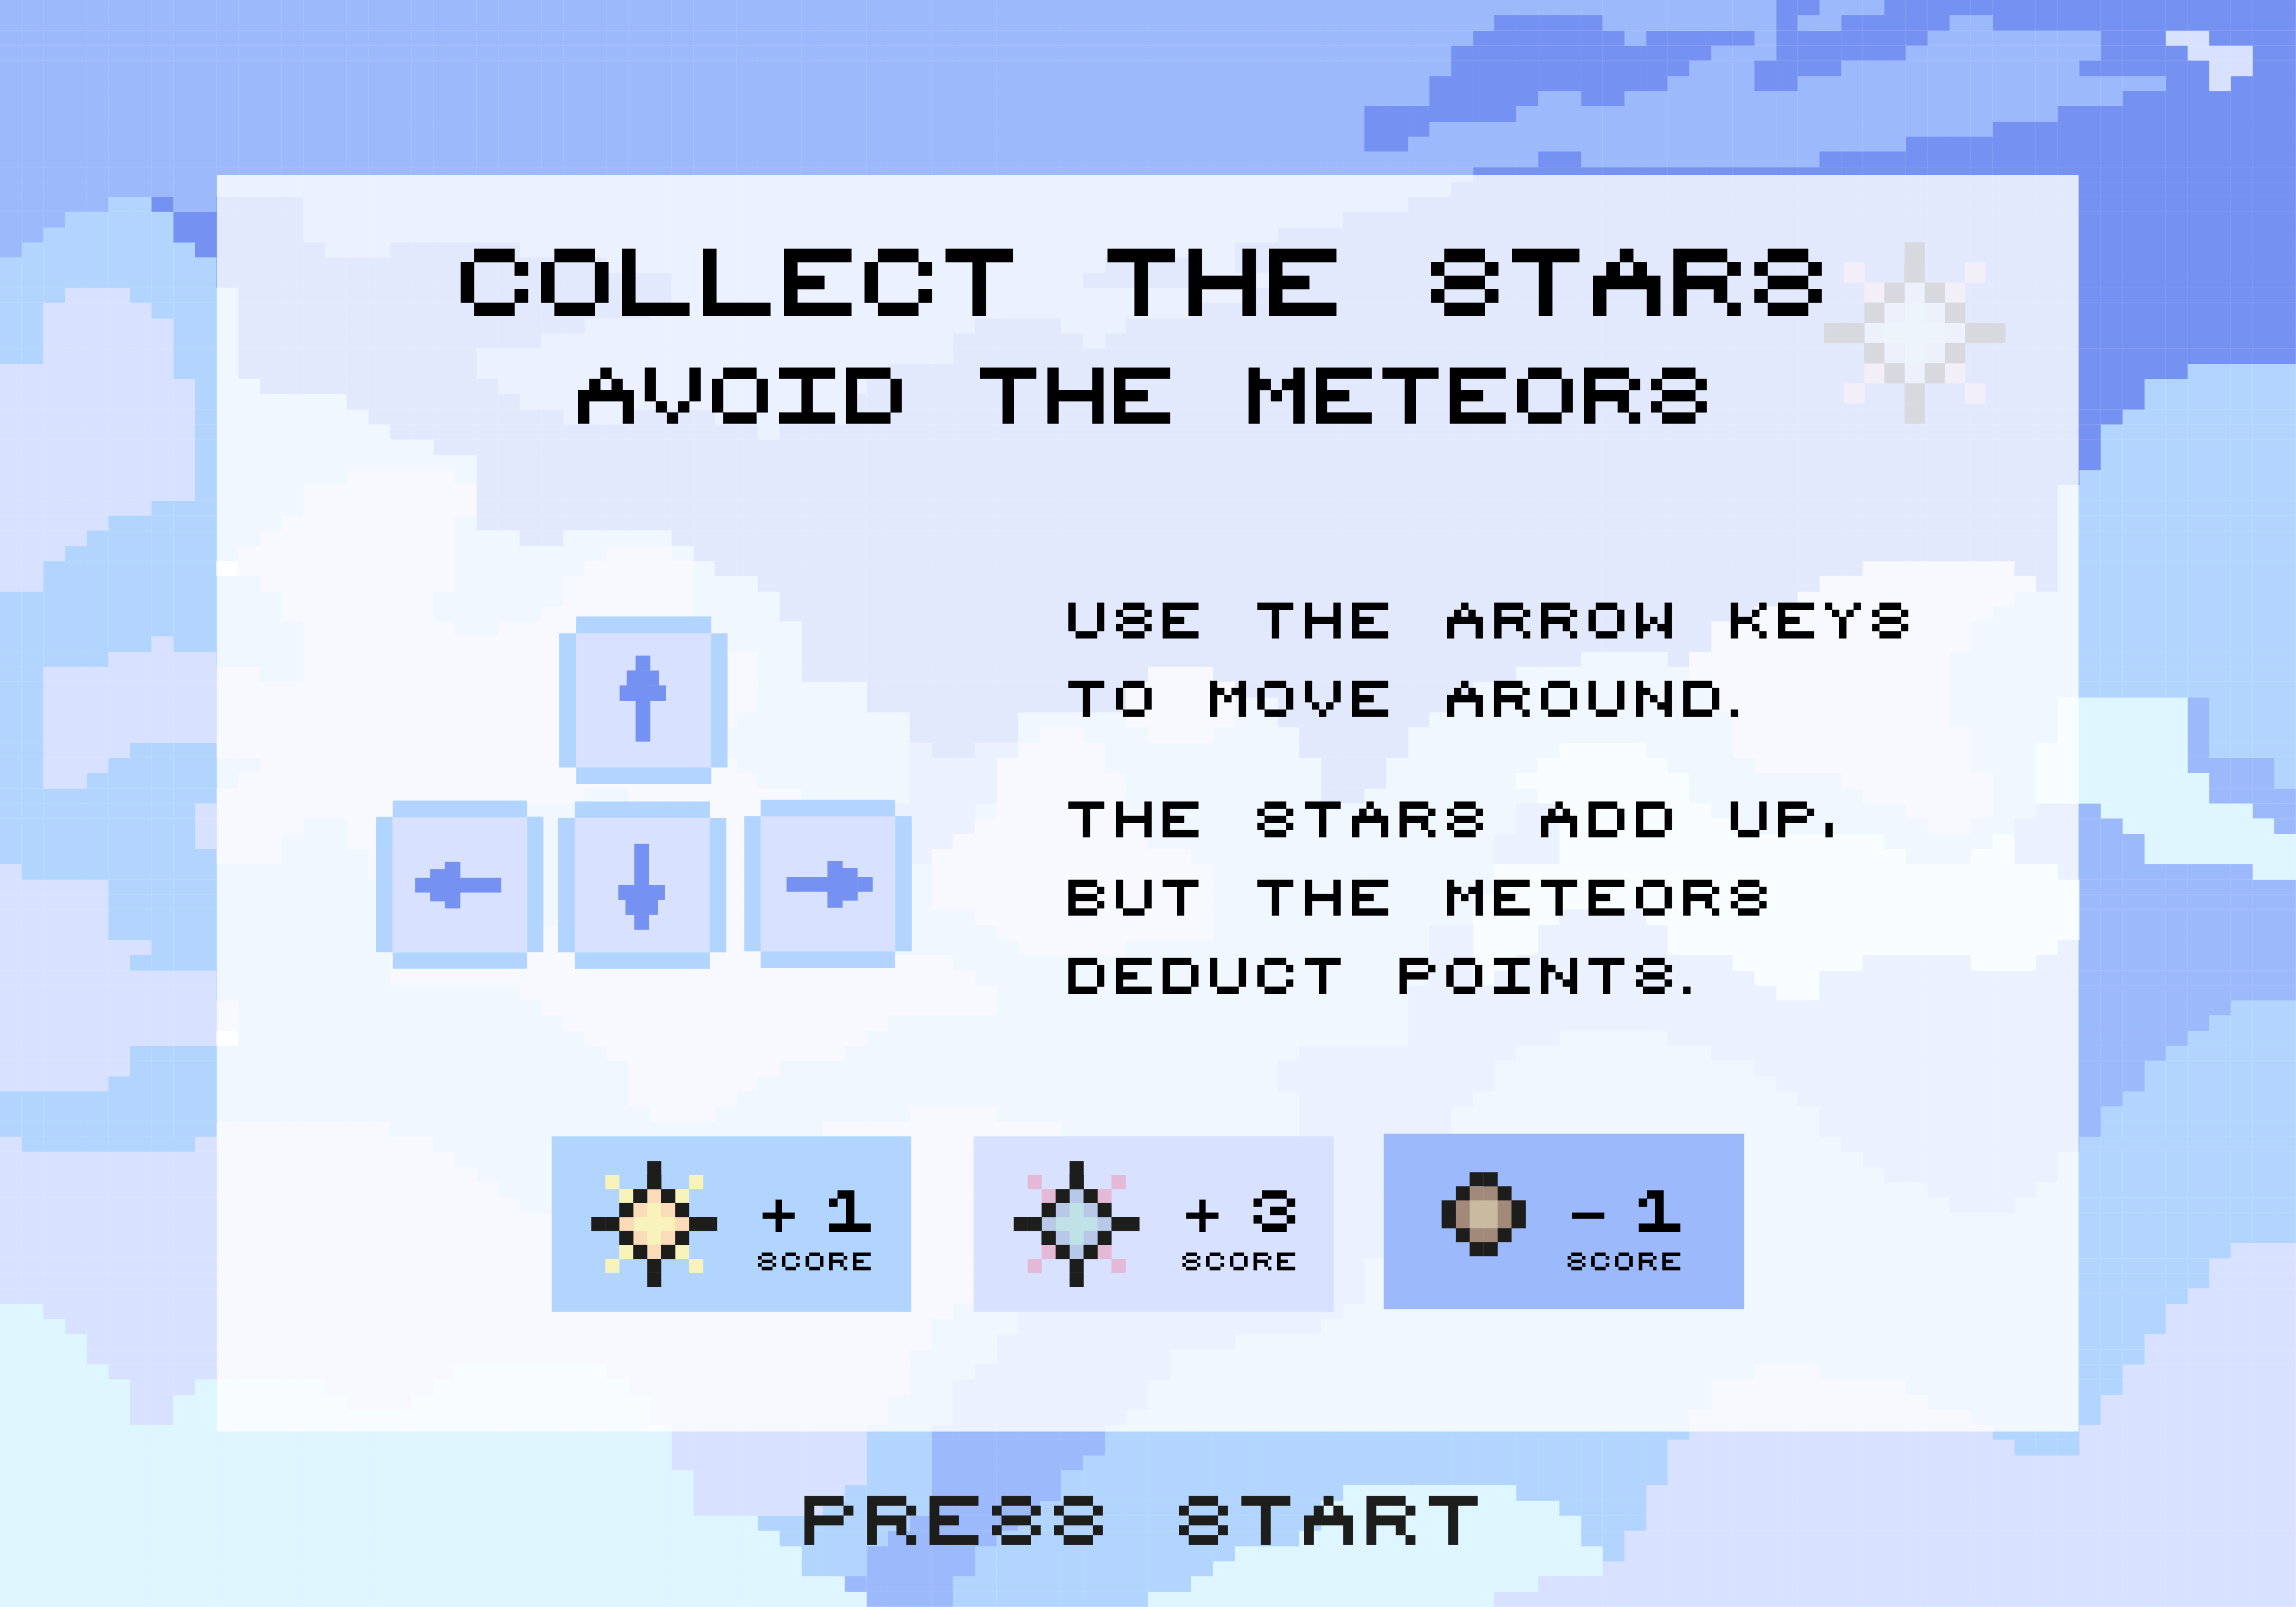 COLLECT THE STARS
AVOID THE METEORS
USE THE ARROW KEYS
TO MOVE AROUND.
THE STARS ADD UP,
BUT THE METEORS
DEDUCT POINTS.
+ 1
SCORE
+ 3
SCORE
- 1
SCORE
PRESS START